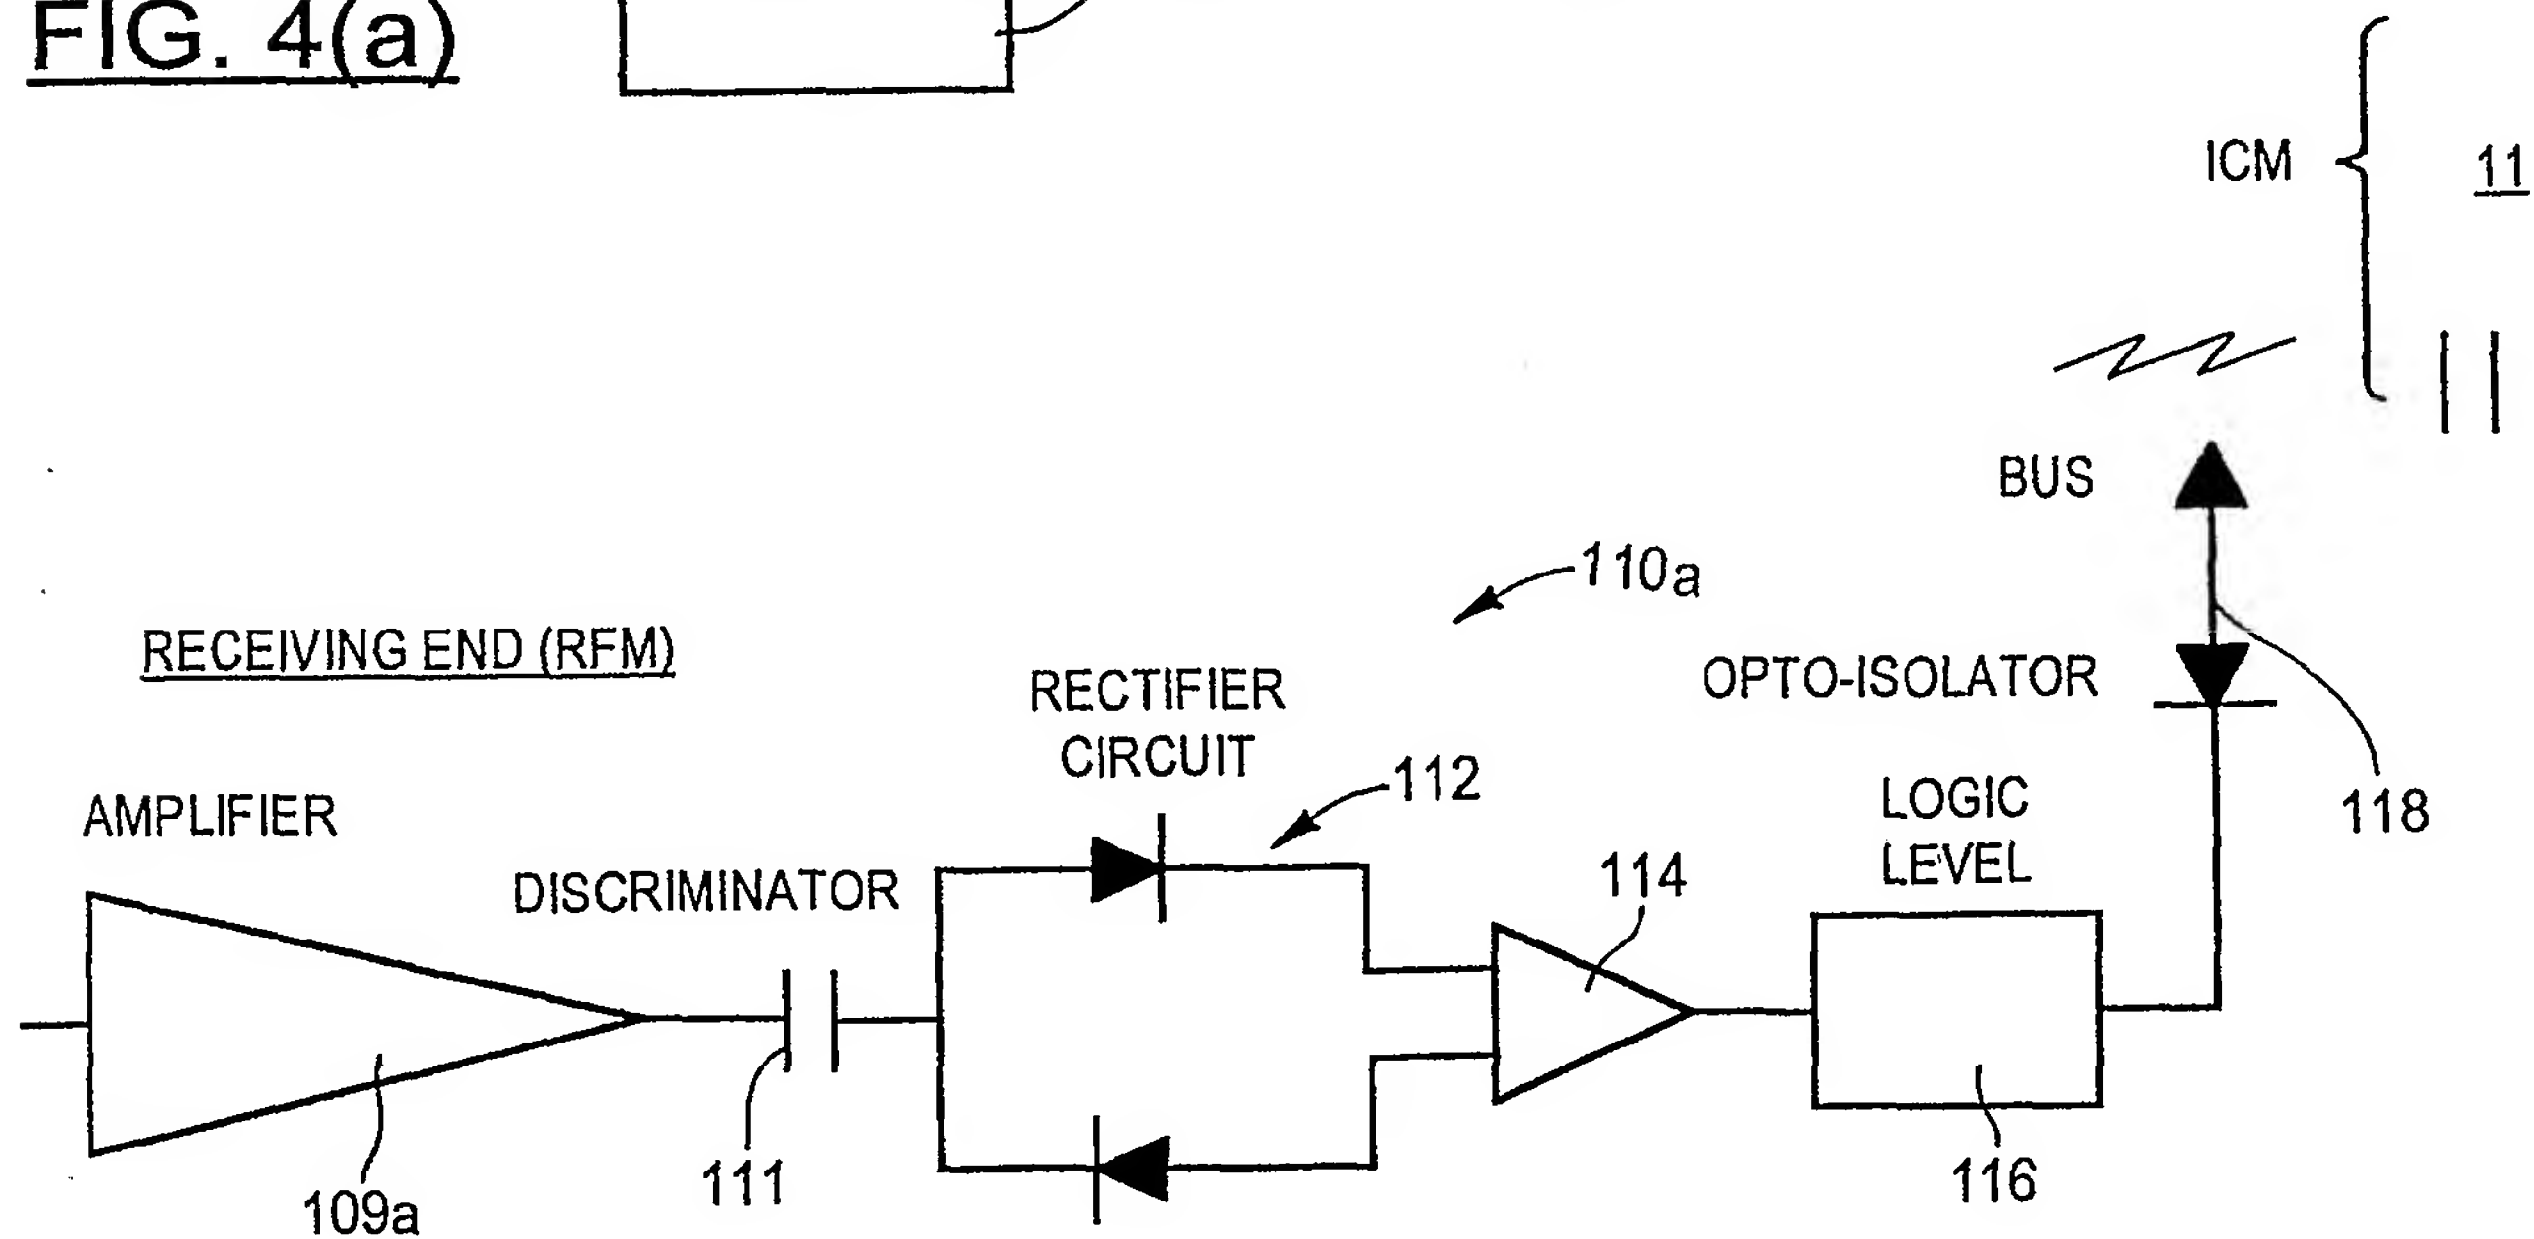 FIG. 4(a)
ICM
11
BUS
110a
RECEIVING END (RFM)
RECTIFIER
CIRCUIT
OPTO-ISOLATOR
112
118
AMPLIFIER
LOGIC
LEVEL
DISCRIMINATOR
114
111
109a
116